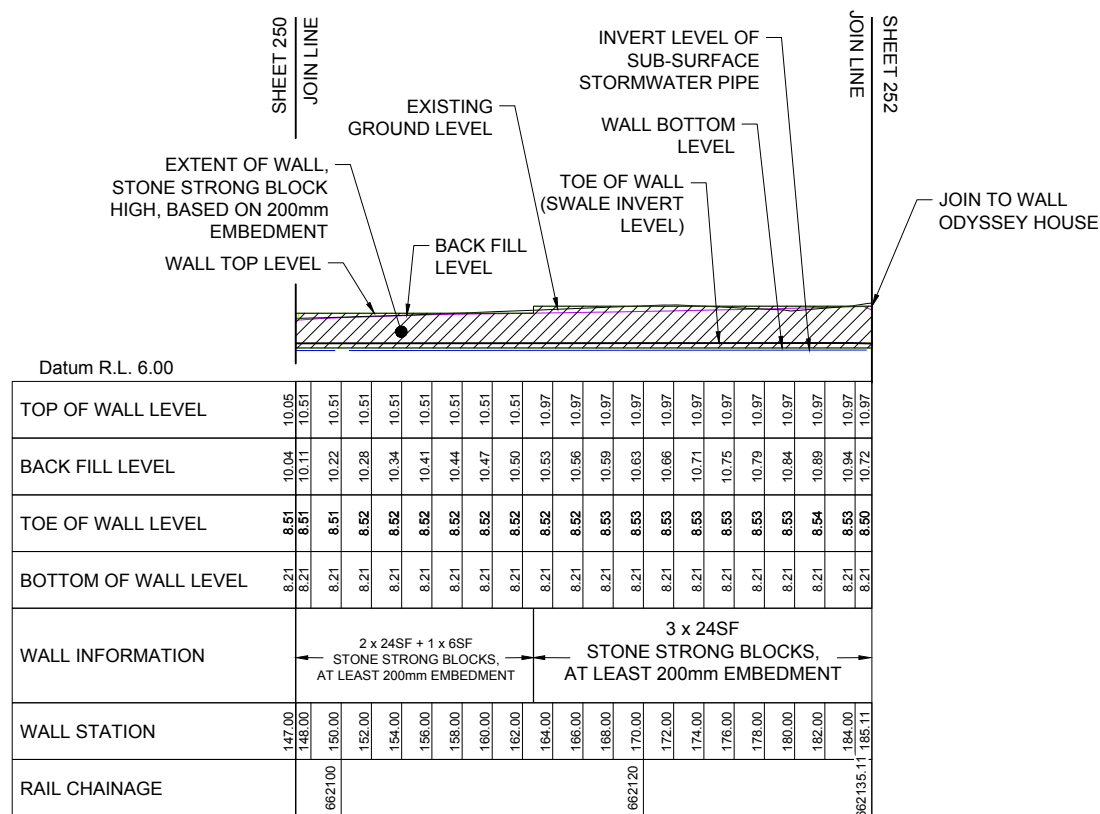 SHEET 250
JOIN LINE
JOIN LINE
SHEET 252
INVERT LEVEL OF
SUB-SURFACE
STORMWATER PIPE
EXISTING
GROUND LEVEL
WALL BOTTOM
LEVEL
EXTENT OF WALL,
STONE STRONG BLOCK
HIGH, BASED ON 200mm
EMBEDMENT
TOE OF WALL
(SWALE INVERT
LEVEL)
JOIN TO WALL
ODYSSEY HOUSE
BACK FILL
LEVEL
WALL TOP LEVEL
Datum R.L. 6.00
TOP OF WALL LEVEL 10.05 10.51 10.51 10.51 10.51 10.51 10.51 10.51 10.51 10.97 10.97 10.97 10.97 10.97 10.97 10.97 10.97 10.97 10.97 10.97 10.97
BACK FILL LEVEL 10.04 10.11 10.22 10.28 10.34 10.41 10.44 10.47 10.50 10.53 10.56 10.59 10.63 10.66 10.71 10.75 10.79 10.84 10.89 10.94 10.72
TOE OF WALL LEVEL 8.51 8.51 8.51 8.52 8.52 8.52 8.52 8.52 8.52 8.52 8.52 8.53 8.53 8.53 8.53 8.53 8.53 8.53 8.54 8.53 8.50
BOTTOM OF WALL LEVEL 8.21 8.21 8.21 8.21 8.21 8.21 8.21 8.21 8.21 8.21 8.21 8.21 8.21 8.21 8.21 8.21 8.21 8.21 8.21 8.21 8.21
WALL INFORMATION
2 x 24SF + 1 x 6SF
STONE STRONG BLOCKS,
AT LEAST 200mm EMBEDMENT
3 x 24SF
STONE STRONG BLOCKS,
AT LEAST 200mm EMBEDMENT
WALL STATION 147.00 148.00 150.00 152.00 154.00 156.00 158.00 160.00 162.00 164.00 166.00 168.00 170.00 172.00 174.00 176.00 178.00 180.00 182.00 184.00 185.11
RAIL CHAINAGE 662100 662120 662135.11